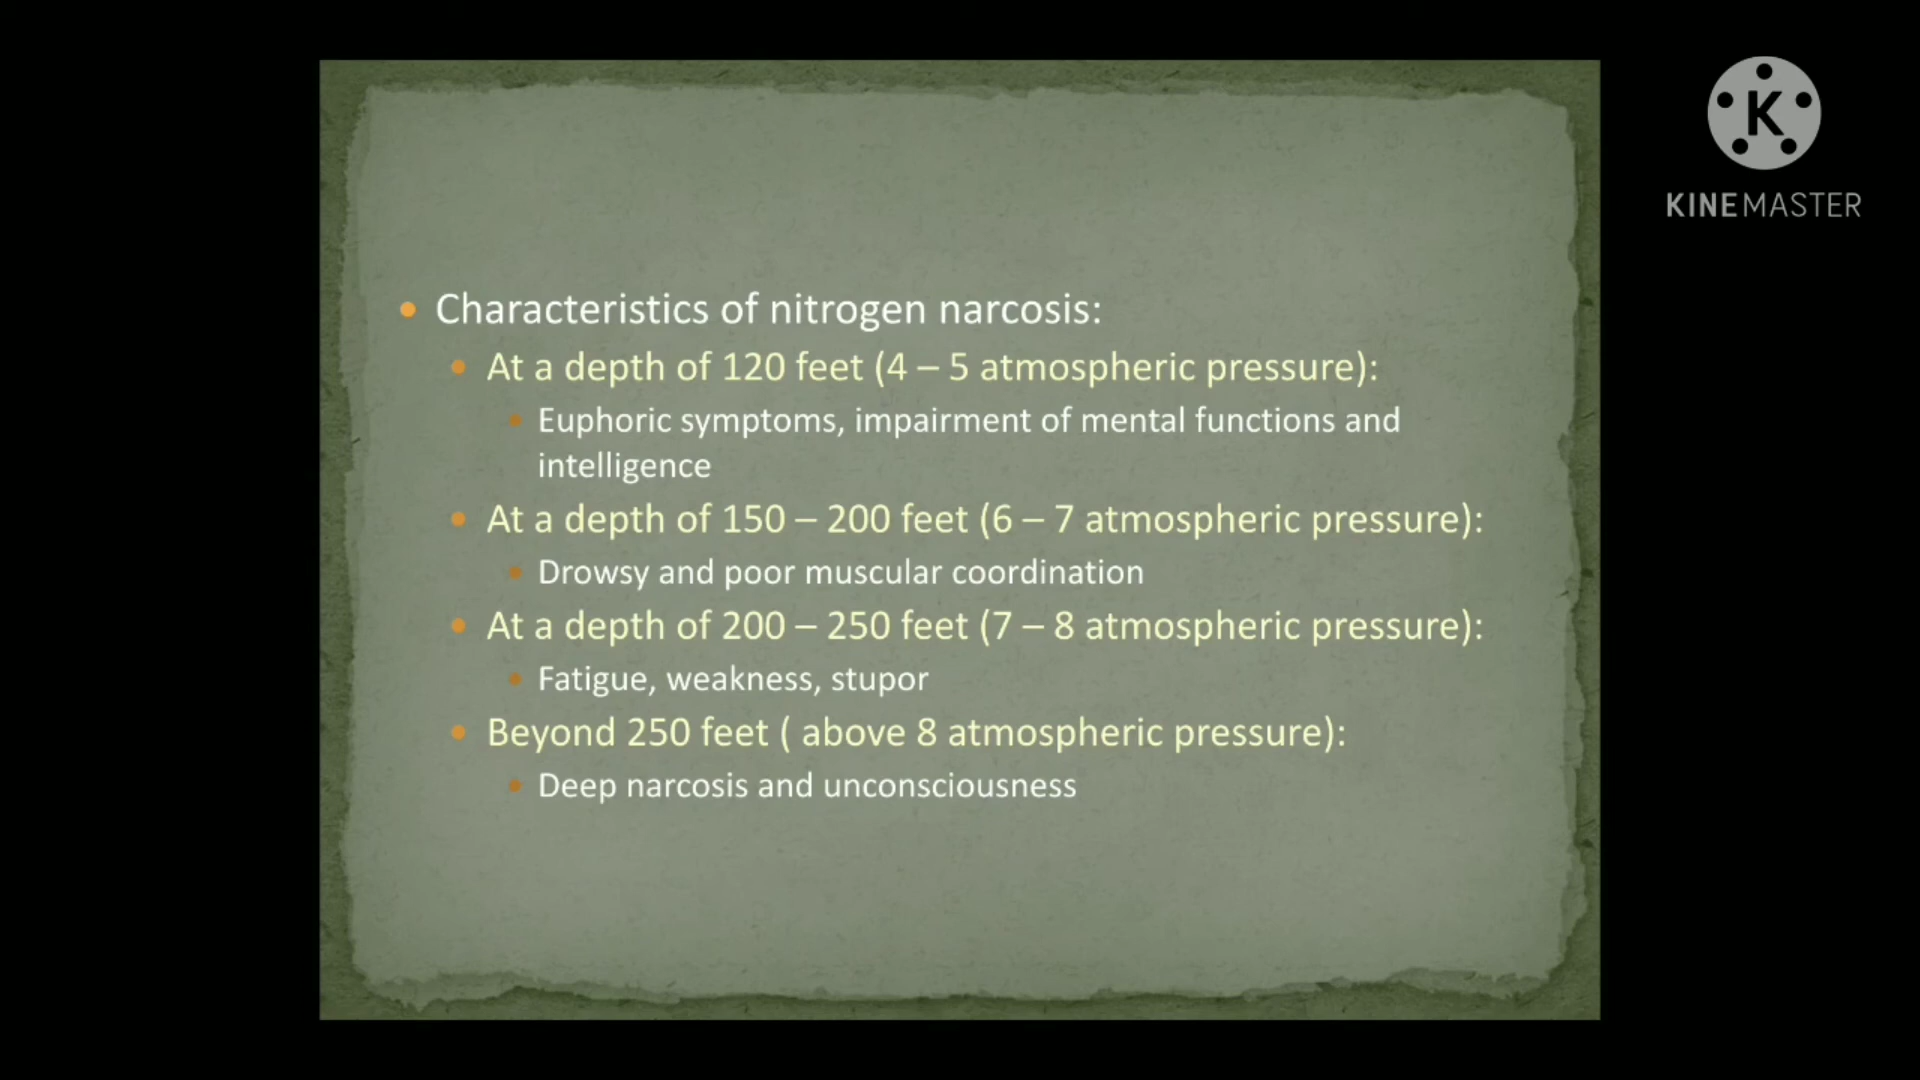 K
KINEMASTER
Characteristics of nitrogen narcosis:
At a depth of 120 feet (4 – 5 atmospheric pressure):
Euphoric symptoms, impairment of mental functions and
intelligence
At a depth of 150 – 200 feet (6 – 7 atmospheric pressure):
Drowsy and poor muscular coordination
At a depth of 200 – 250 feet (7 – 8 atmospheric pressure):
Fatigue, weakness, stupor
Beyond 250 feet ( above 8 atmospheric pressure):
Deep narcosis and unconsciousness